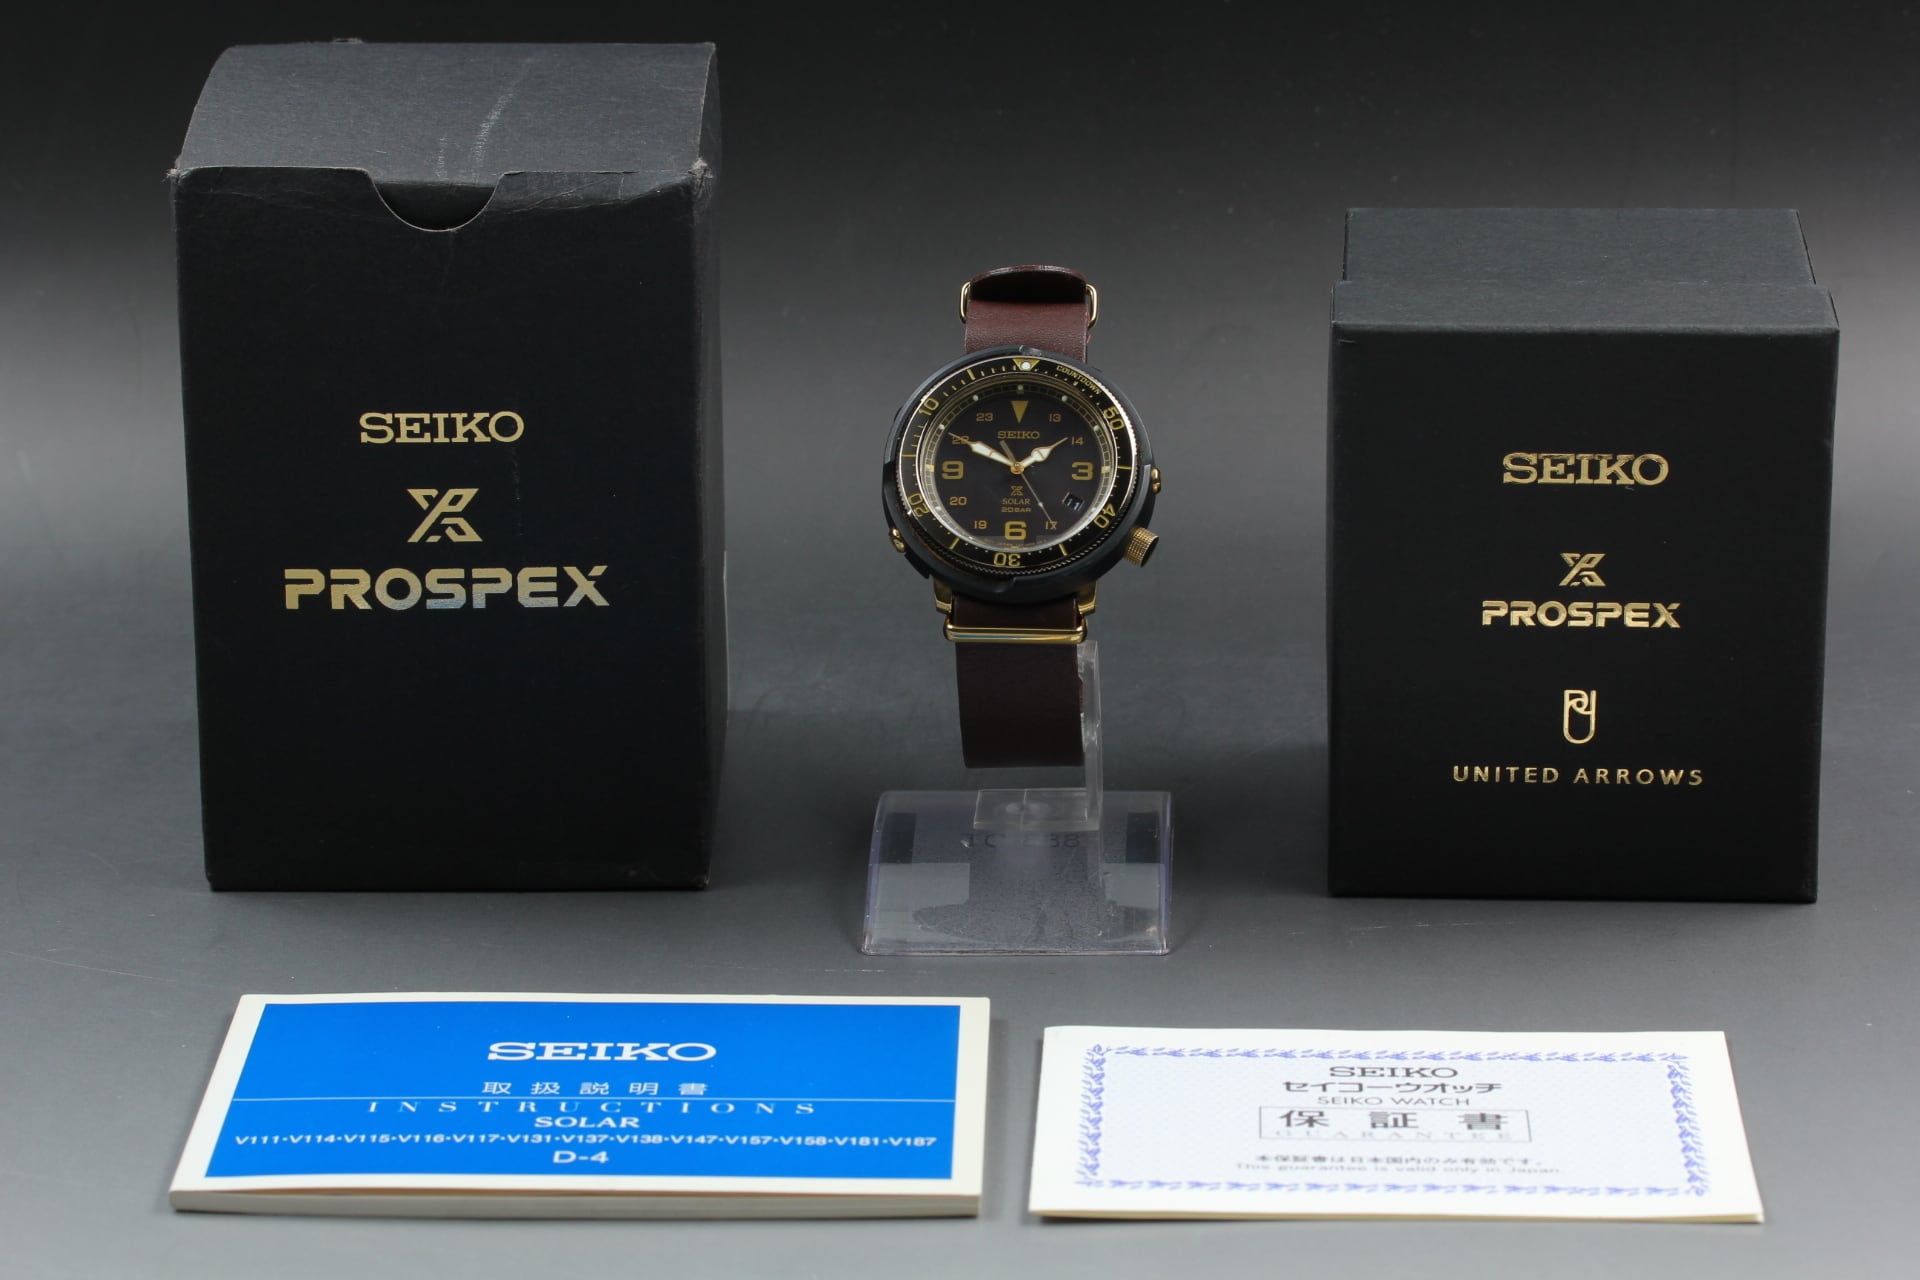 SEIKO
PROSPEX
SEIKO
PROSPEX
UNITED ARROWS
COUNTDOWN
50
40
30
20
10
23
13
22
14
SEIKO
9
3
20
SOLAR
20BAR
11
19
6
17
SEIKO
取扱説明書
INSTRUCTIONS
SOLAR
V111・V114・V115・V116・V117・V131・V137・V138・V147・V157・V158・V181・V187
D-4
SEIKO
セイコーウオッチ
SEIKO WATCH
保証書
GUARANTEE
本保証書は日本国内のみ有効です。
This guarantee is valid only in Japan.